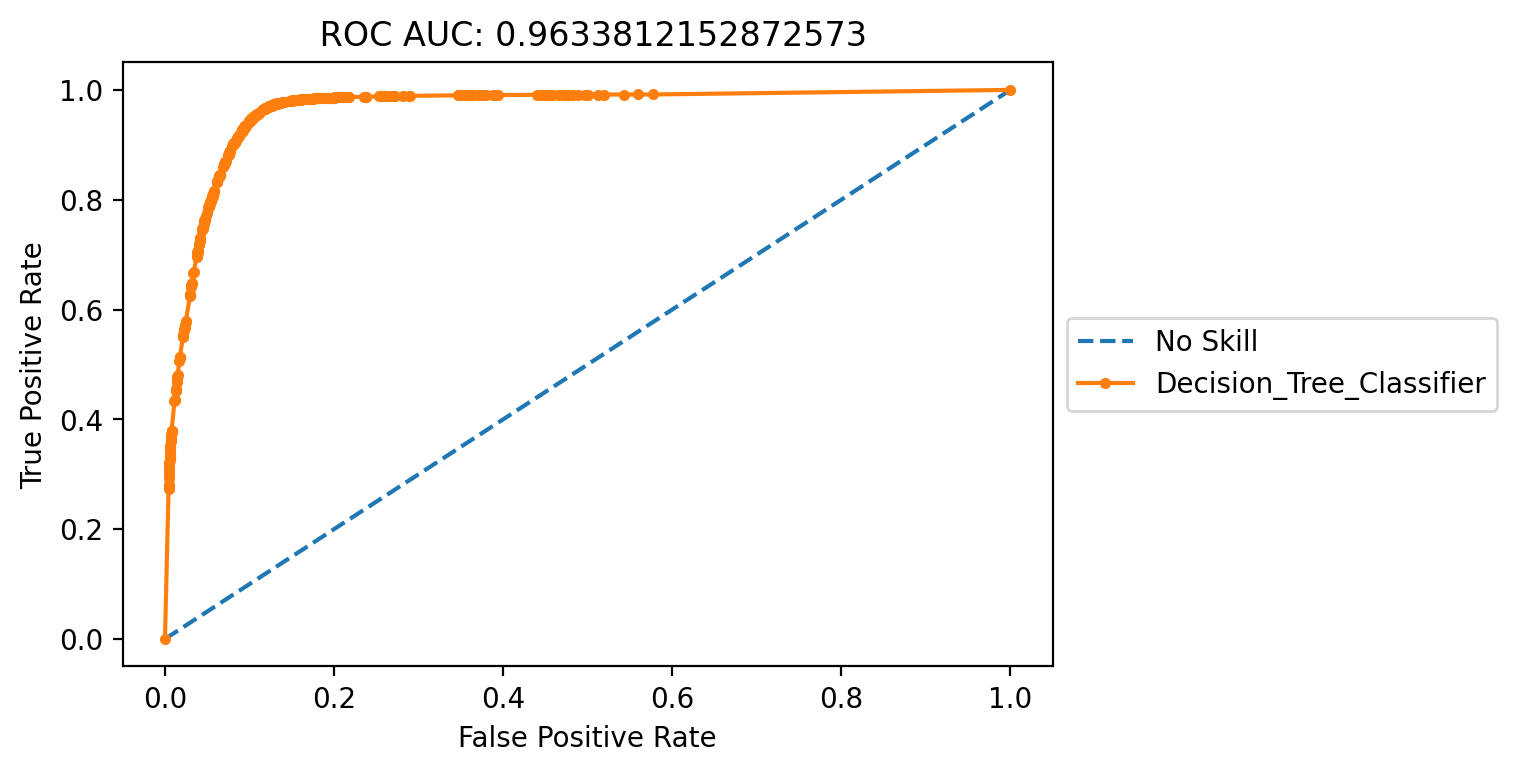 ROC AUC: 0.9633812152872573
1.0
0.8
0.6
0.4
0.2
0.0
True Positive Rate
0.0 0.2 0.4 0.6 0.8 1.0
False Positive Rate
No Skill
Decision_Tree_Classifier